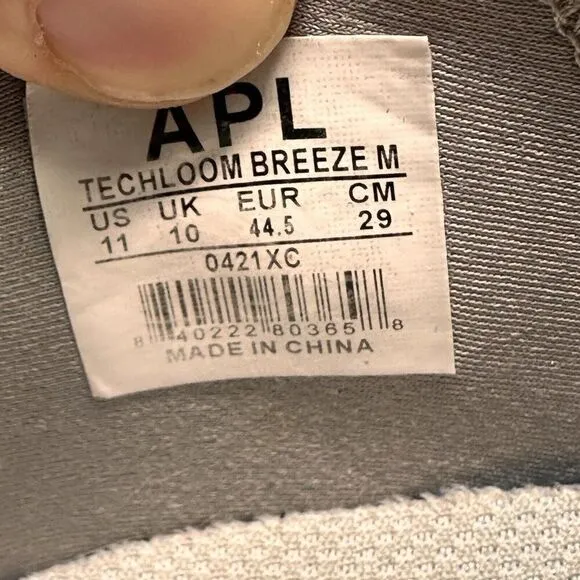 APL
TECHLOOM BREEZE M
US UK EUR CM
11 10 44.5 29
0421XC
8 40222 80365 8
MADE IN CHINA